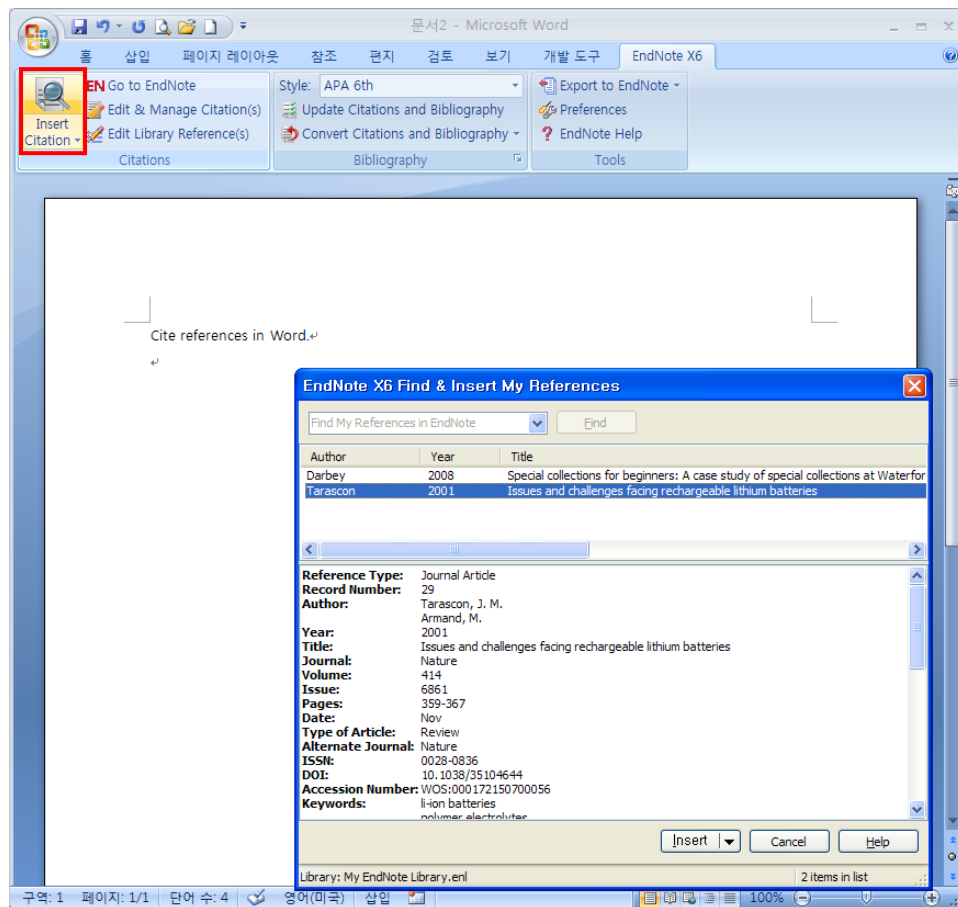 문서2 - Microsoft Word
홈 삽입 페이지 레이아웃 참조 편지 검토 보기 개발 도구 EndNote X6
Insert Citation
EN Go to EndNote
Edit & Manage Citation(s)
Edit Library Reference(s)
Citations
Style: APA 6th
Update Citations and Bibliography
Convert Citations and Bibliography
Bibliography
Export to EndNote
Preferences
? EndNote Help
Tools
Cite references in Word.
EndNote X6 Find & Insert My References
Find My References in EndNote Find
Author Year Title
Darbey 2008 Special collections for beginners: A case study of special collections at Waterfor
Tarascon 2001 Issues and challenges facing rechargeable lithium batteries
Reference Type: Journal Article
Record Number: 29
Author: Tarascon, J. M.
Armand, M.
Year: 2001
Title: Issues and challenges facing rechargeable lithium batteries
Journal: Nature
Volume: 414
Issue: 6861
Pages: 359-367
Date: Nov
Type of Article: Review
Alternate Journal: Nature
ISSN: 0028-0836
DOI: 10.1038/35104644
Accession Number: WOS:000172150700056
Keywords: li-ion batteries
polymer electrolytes
Insert Cancel Help
Library: My EndNote Library.enl 2 items in list
구역: 1 페이지: 1/1 단어 수: 4 영어(미국) 삽입 100%